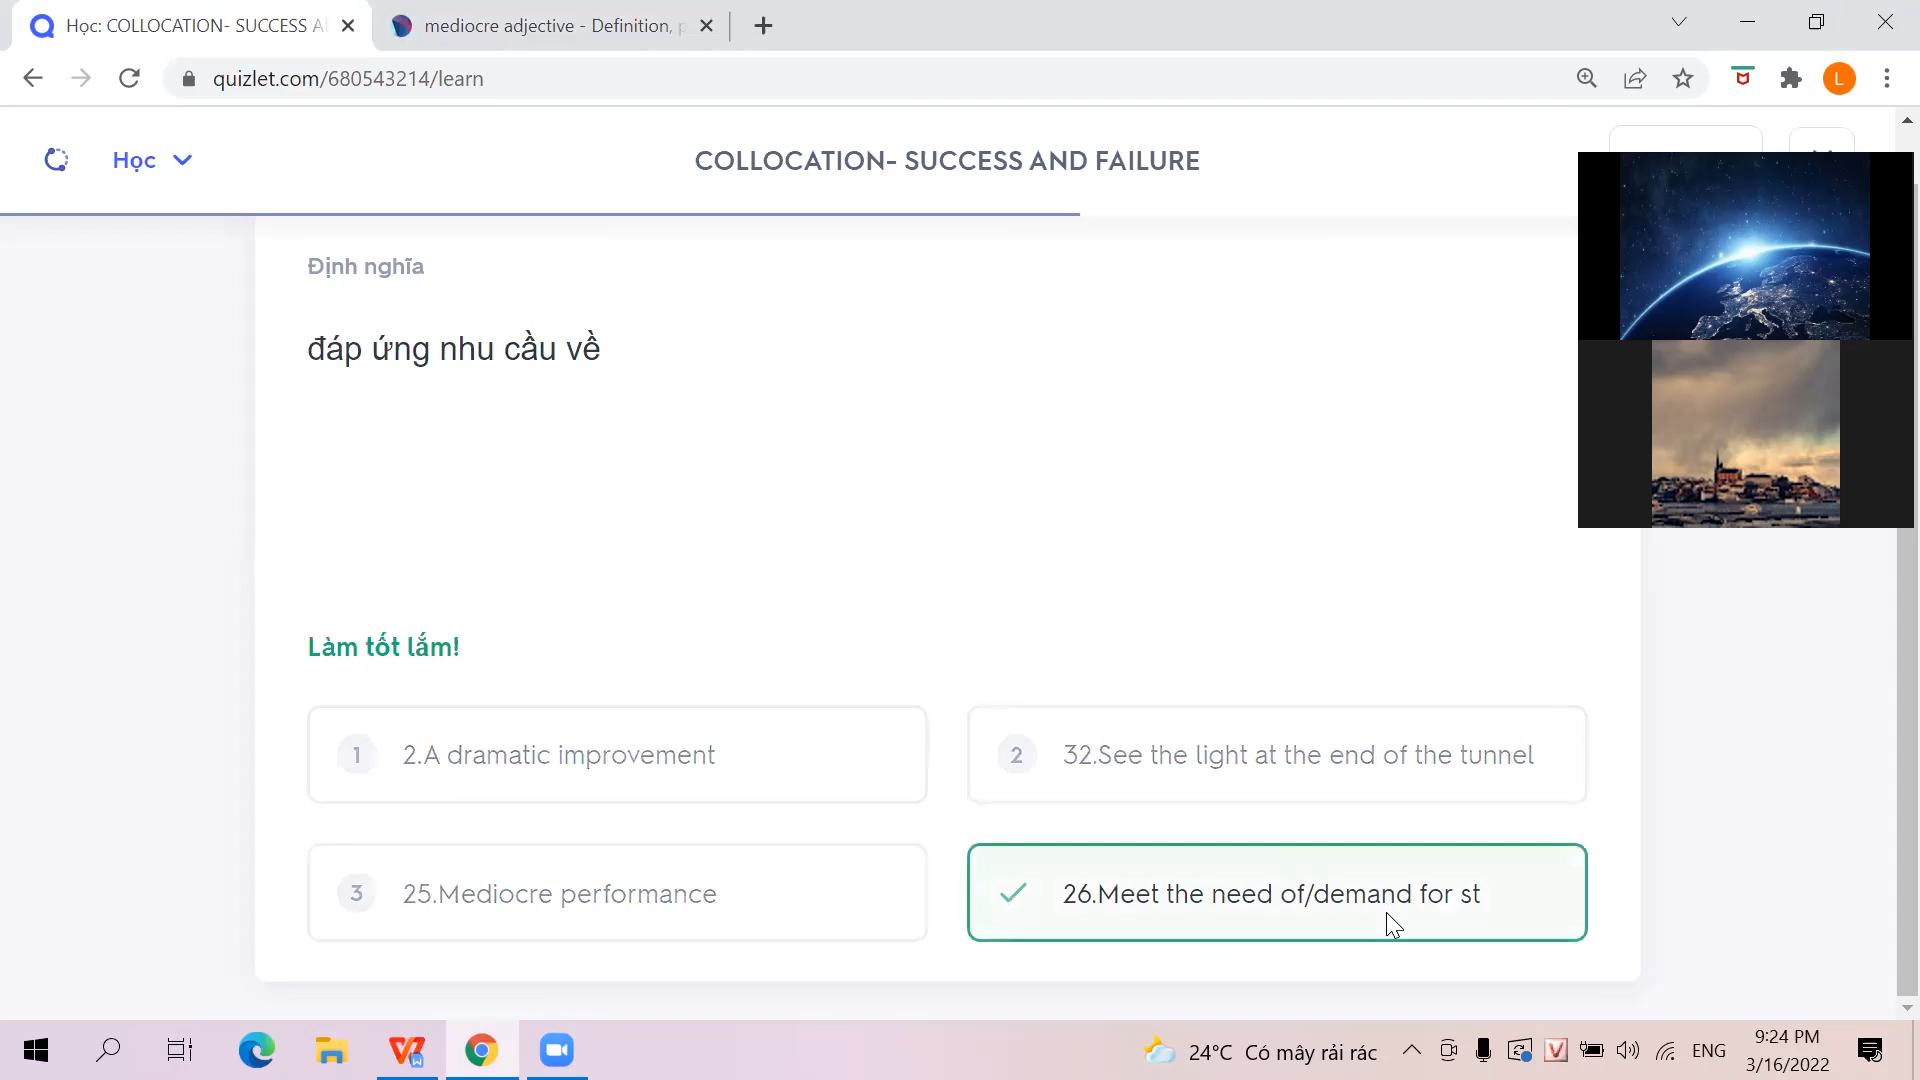 Học: COLLOCATION- SUCCESS A
mediocre adjective - Definition,
quizlet.com/680543214/learn
L
Học
COLLOCATION- SUCCESS AND FAILURE
Định nghĩa
đáp ứng nhu cầu về
Làm tốt lắm!
1 2.A dramatic improvement
2 32.See the light at the end of the tunnel
3 25.Mediocre performance
26.Meet the need of/demand for st
24°C Có mây rải rác
ENG
9:24 PM
3/16/2022